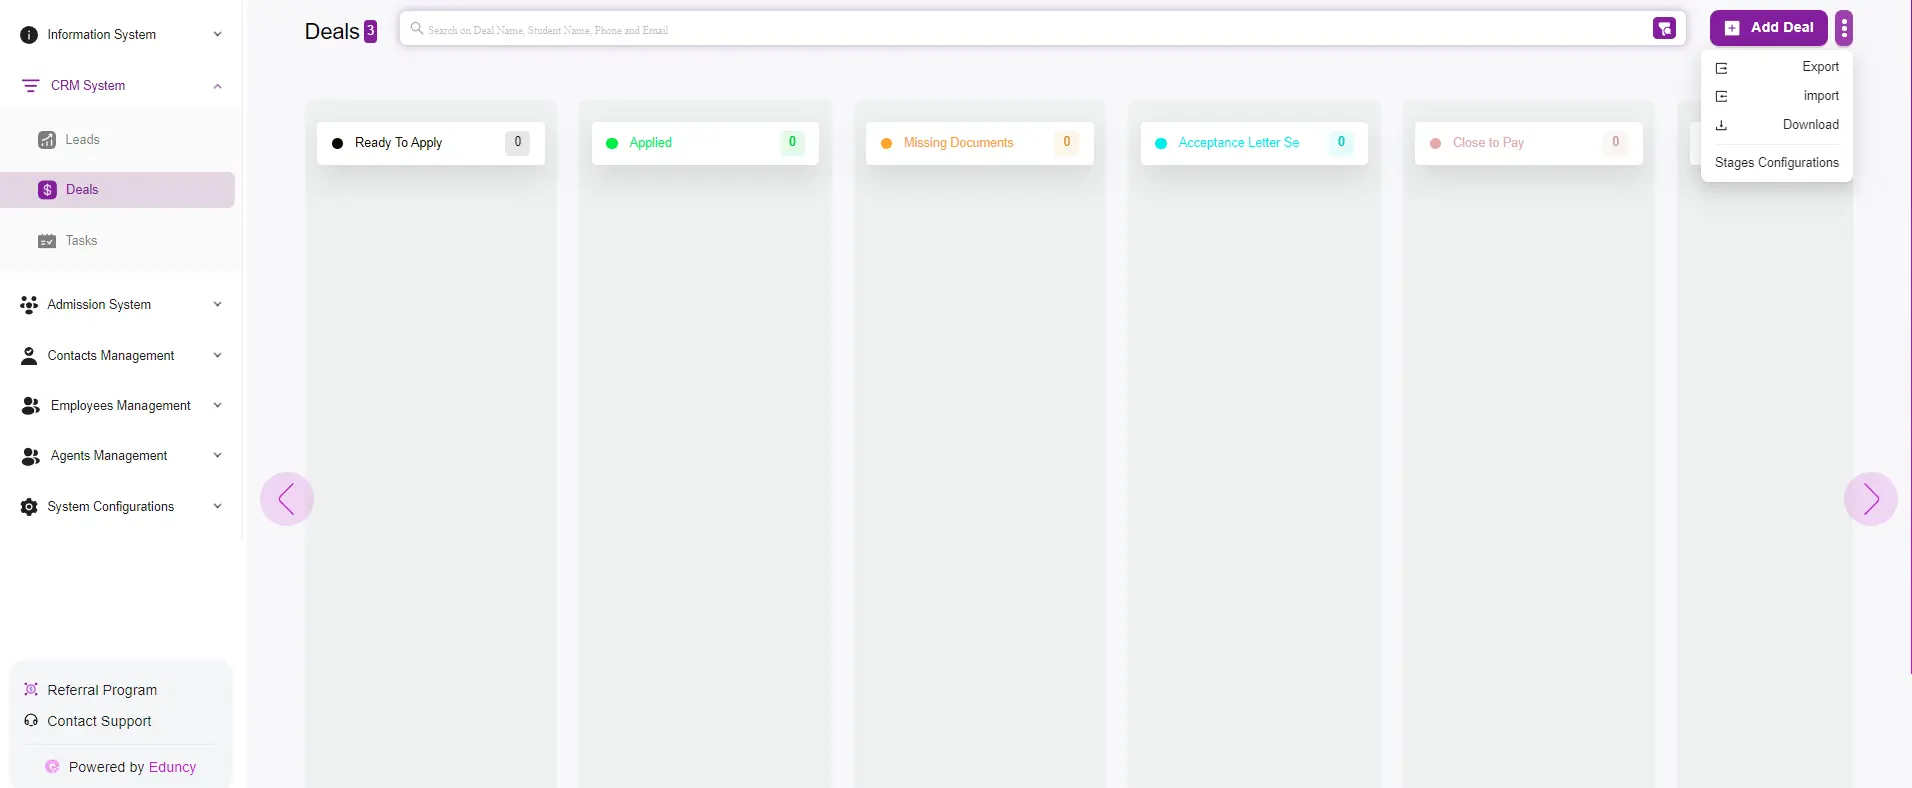 Information System
CRM System
Leads
Deals
Tasks
Admission System
Contacts Management
Employees Management
Agents Management
System Configurations
Referral Program
Contact Support
Powered by Eduncy
Deals 3
Search on Deal Name, Student Name, Phone and Email
Add Deal
Export
import
Download
Stages Configurations
Ready To Apply 0
Applied 0
Missing Documents 0
Acceptance Letter Se 0
Close to Pay 0